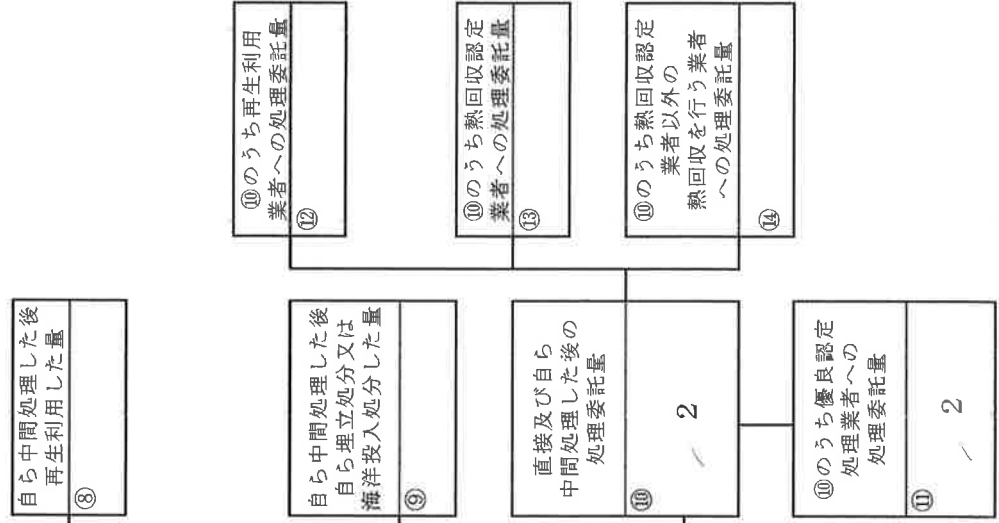 自ら中間処理した後
再生利用した量
⑧
自ら中間処理した後
自ら埋立処分又は
海洋投入処分した量
⑨
直接及び自ら
中間処理した後の
処理委託量
⑩
2
⑩のうち優良認定
処理業者への
処理委託量
⑪
2
⑩のうち再生利用
業者への処理委託量
⑫
⑩のうち熱回収認定
業者への処理委託量
⑬
⑩のうち熱回収認定
業者以外の
熱回収を行う業者
への処理委託量
⑭